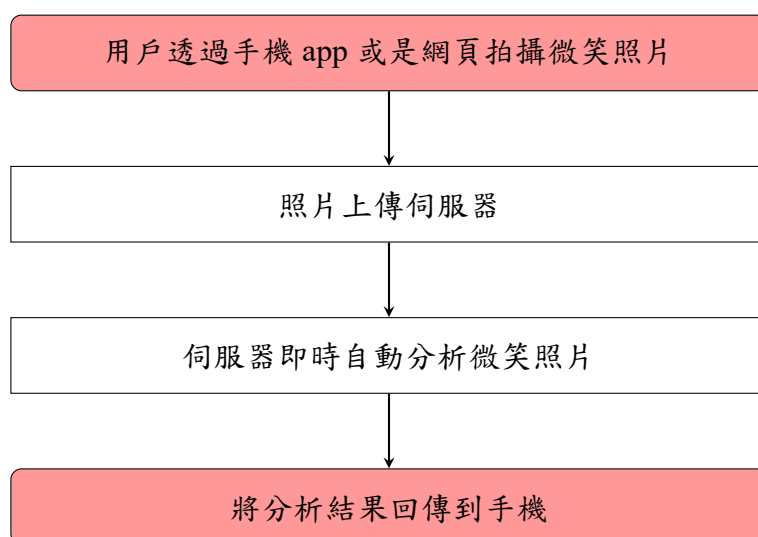 用戶透過手機 app 或是網頁拍攝微笑照片
照片上傳伺服器
伺服器即時自動分析微笑照片
將分析結果回傳到手機